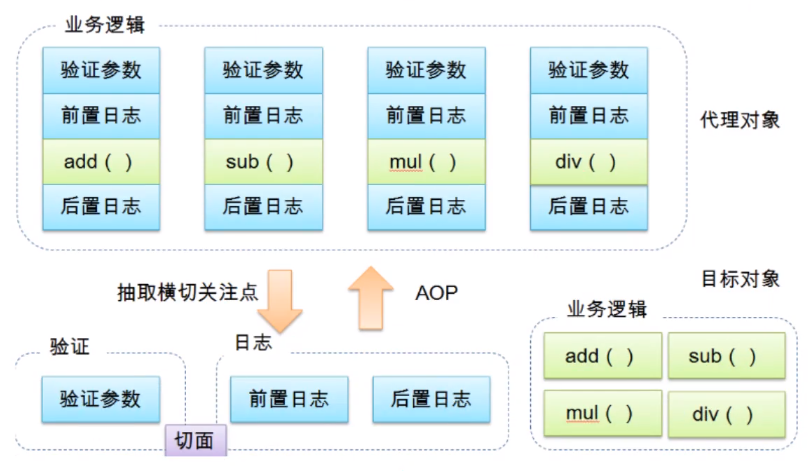 业务逻辑
验证参数 验证参数 验证参数 验证参数
前置日志 前置日志 前置日志 前置日志
代理对象
add（ ） sub（ ） mul（ ） div（ ）
后置日志 后置日志 后置日志 后置日志
抽取横切关注点
AOP
目标对象
验证
日志
业务逻辑
验证参数
前置日志 后置日志
切面
add（ ） sub（ ）
mul（ ） div（ ）